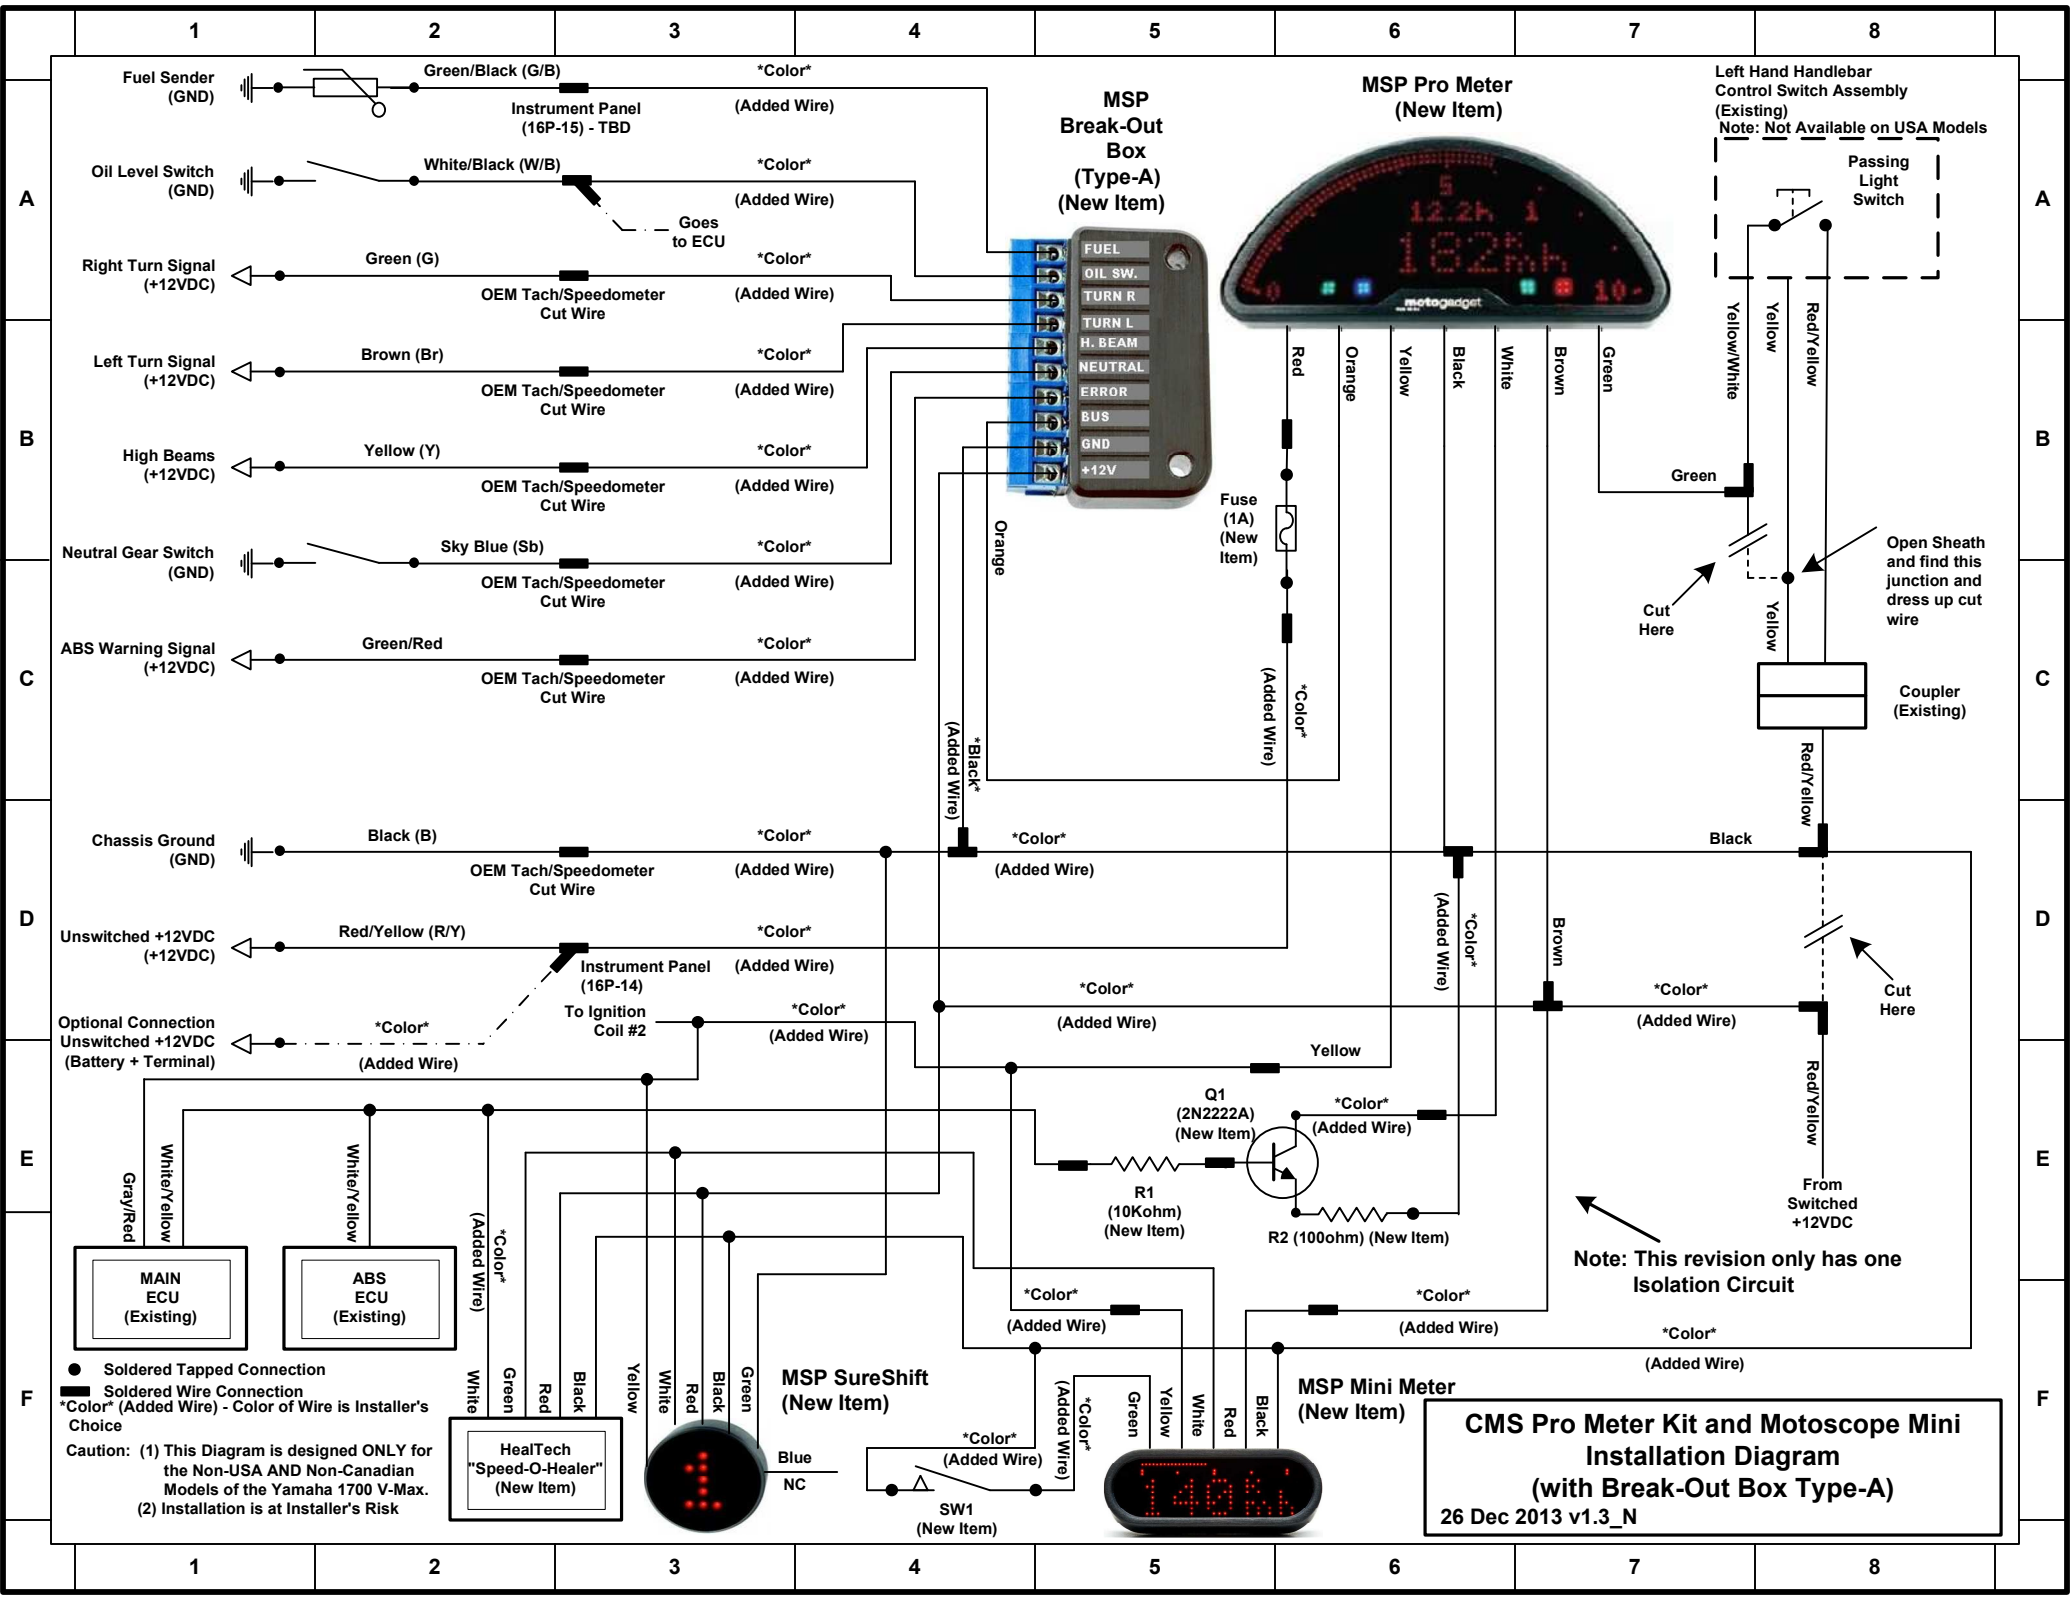 1 2 3 4 5 6 7 8
A
B
C
D
E
F
A
B
C
D
E
F
1 2 3 4 5 6 7 8
Fuel Sender
(GND)
Green/Black (G/B)
Instrument Panel
(16P-15) - TBD
*Color*
(Added Wire)
Oil Level Switch
(GND)
White/Black (W/B)
Goes
to ECU
*Color*
(Added Wire)
Right Turn Signal
(+12VDC)
Green (G)
OEM Tach/Speedometer
Cut Wire
*Color*
(Added Wire)
Left Turn Signal
(+12VDC)
Brown (Br)
OEM Tach/Speedometer
Cut Wire
*Color*
(Added Wire)
High Beams
(+12VDC)
Yellow (Y)
OEM Tach/Speedometer
Cut Wire
*Color*
(Added Wire)
Neutral Gear Switch
(GND)
Sky Blue (Sb)
OEM Tach/Speedometer
Cut Wire
*Color*
(Added Wire)
ABS Warning Signal
(+12VDC)
Green/Red
OEM Tach/Speedometer
Cut Wire
*Color*
(Added Wire)
Chassis Ground
(GND)
Black (B)
OEM Tach/Speedometer
Cut Wire
*Color*
(Added Wire)
*Color*
(Added Wire)
Black
Unswitched +12VDC
(+12VDC)
Red/Yellow (R/Y)
Instrument Panel
(16P-14)
*Color*
(Added Wire)
Optional Connection
Unswitched +12VDC
(Battery + Terminal)
*Color*
(Added Wire)
To Ignition
Coil #2
*Color*
(Added Wire)
MSP
Break-Out
Box
(Type-A)
(New Item)
FUEL
OIL SW.
TURN R
TURN L
H. BEAM
NEUTRAL
ERROR
BUS
GND
+12V
Orange
*Black*
(Added Wire)
MSP Pro Meter
(New Item)
5
12.2h 1
182
0
10
motogadget
Red
Orange
Yellow
Black
White
Brown
Green
Fuse
(1A)
(New
Item)
*Color*
(Added Wire)
Green
Left Hand Handlebar
Control Switch Assembly
(Existing)
Note: Not Available on USA Models
Passing
Light
Switch
Yellow/White
Yellow
Red/Yellow
Cut
Here
Open Sheath
and find this
junction and
dress up cut
wire
Yellow
Coupler
(Existing)
Red/Yellow
Cut
Here
Red/Yellow
From
Switched
+12VDC
*Color*
(Added Wire)
Brown
*Color*
(Added Wire)
*Color*
(Added Wire)
Yellow
Q1
(2N2222A)
(New Item)
*Color*
(Added Wire)
R1
(10Kohm)
(New Item)
R2 (100ohm) (New Item)
Note: This revision only has one
Isolation Circuit
Gray/Red
White/Yellow
White/Yellow
*Color*
(Added Wire)
MAIN
ECU
(Existing)
ABS
ECU
(Existing)
White
Green
Red
Black
HealTech
"Speed-O-Healer"
(New Item)
Yellow
White
Red
Black
Green
MSP SureShift
(New Item)
1
Blue
NC
*Color*
(Added Wire)
SW1
(New Item)
*Color*
(Added Wire)
*Color*
(Added Wire)
*Color*
(Added Wire)
*Color*
(Added Wire)
Green
Yellow
White
Red
Black
MSP Mini Meter
(New Item)
140
Soldered Tapped Connection
Soldered Wire Connection
*Color* (Added Wire) - Color of Wire is Installer's
Choice
Caution: (1) This Diagram is designed ONLY for
the Non-USA AND Non-Canadian
Models of the Yamaha 1700 V-Max.
(2) Installation is at Installer's Risk
CMS Pro Meter Kit and Motoscope Mini
Installation Diagram
(with Break-Out Box Type-A)
26 Dec 2013 v1.3_N